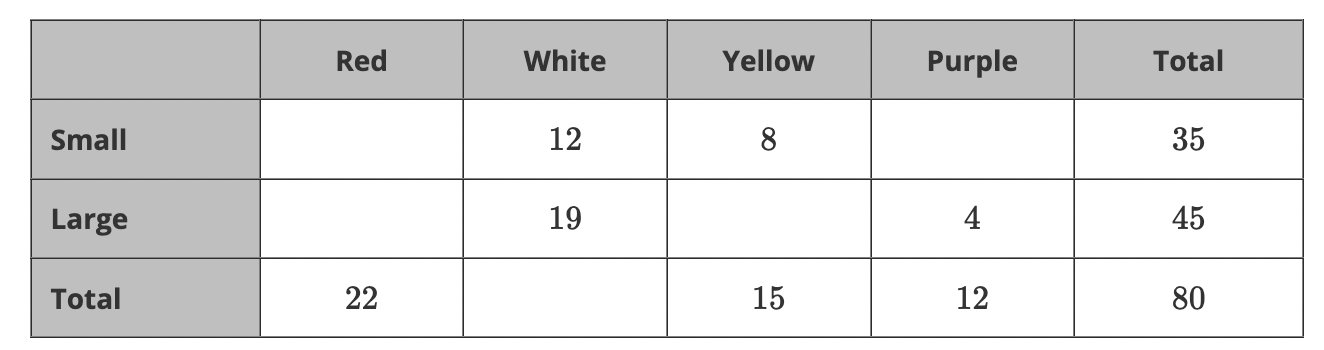 Red White Yellow Purple Total
Small 12 8 35
Large 19 4 45
Total 22 15 12 80